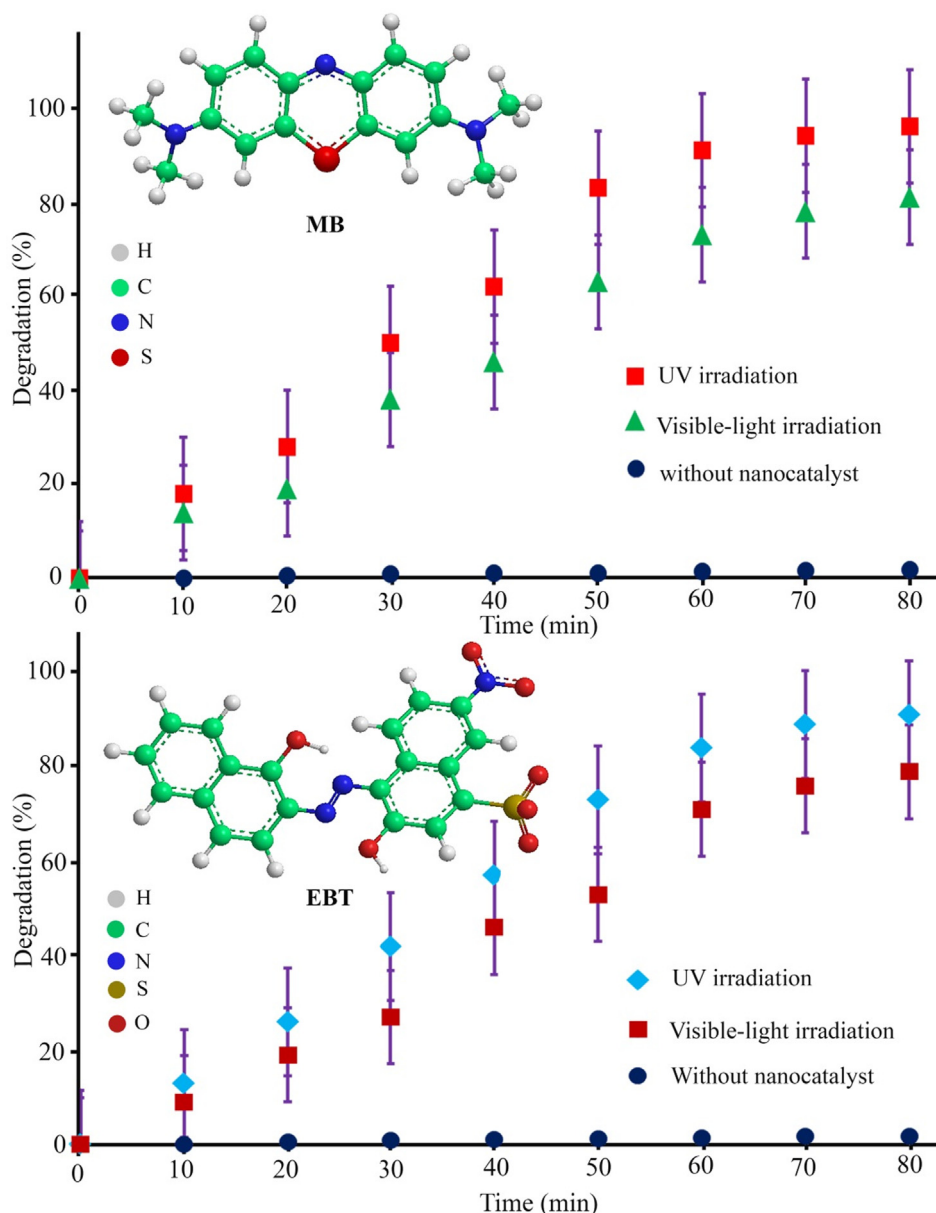 100
80
60
40
20
0
Degradation (%)
MB
H
C
N
S
UV irradiation
Visible-light irradiation
without nanocatalyst
0 10 20 30 40 50 60 70 80
Time (min)
100
80
60
40
20
0
Degradation (%)
EBT
H
C
N
S
O
UV irradiation
Visible-light irradiation
Without nanocatalyst
0 10 20 30 40 50 60 70 80
Time (min)